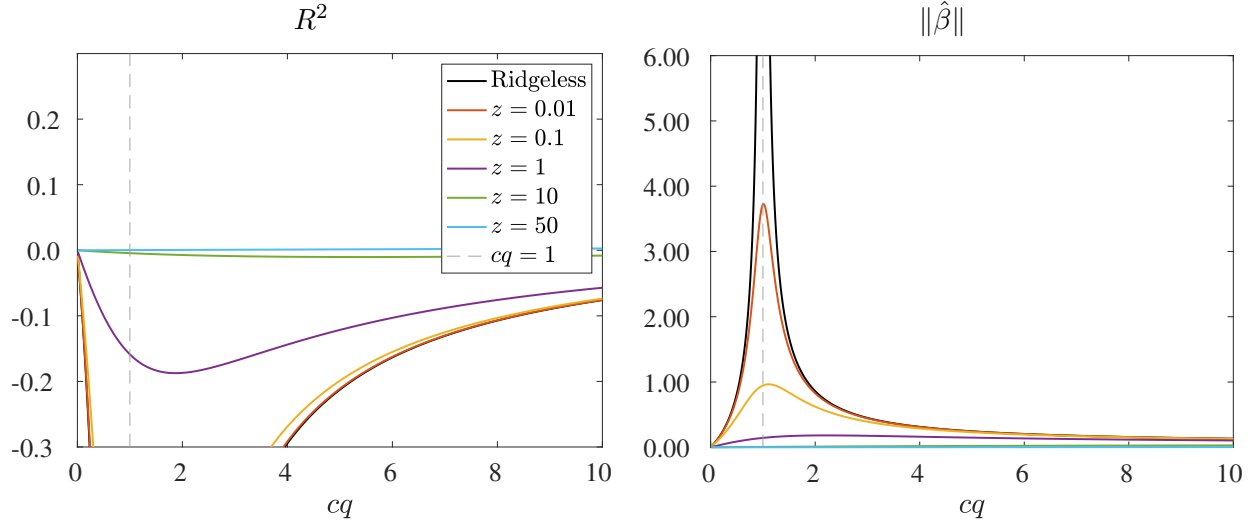 R²
0.2
0.1
0.0
-0.1
-0.2
-0.3
0 2 4 6 8 10
cq
Ridgeless
z = 0.01
z = 0.1
z = 1
z = 10
z = 50
cq = 1
‖β̂‖
6.00
5.00
4.00
3.00
2.00
1.00
0.00
0 2 4 6 8 10
cq